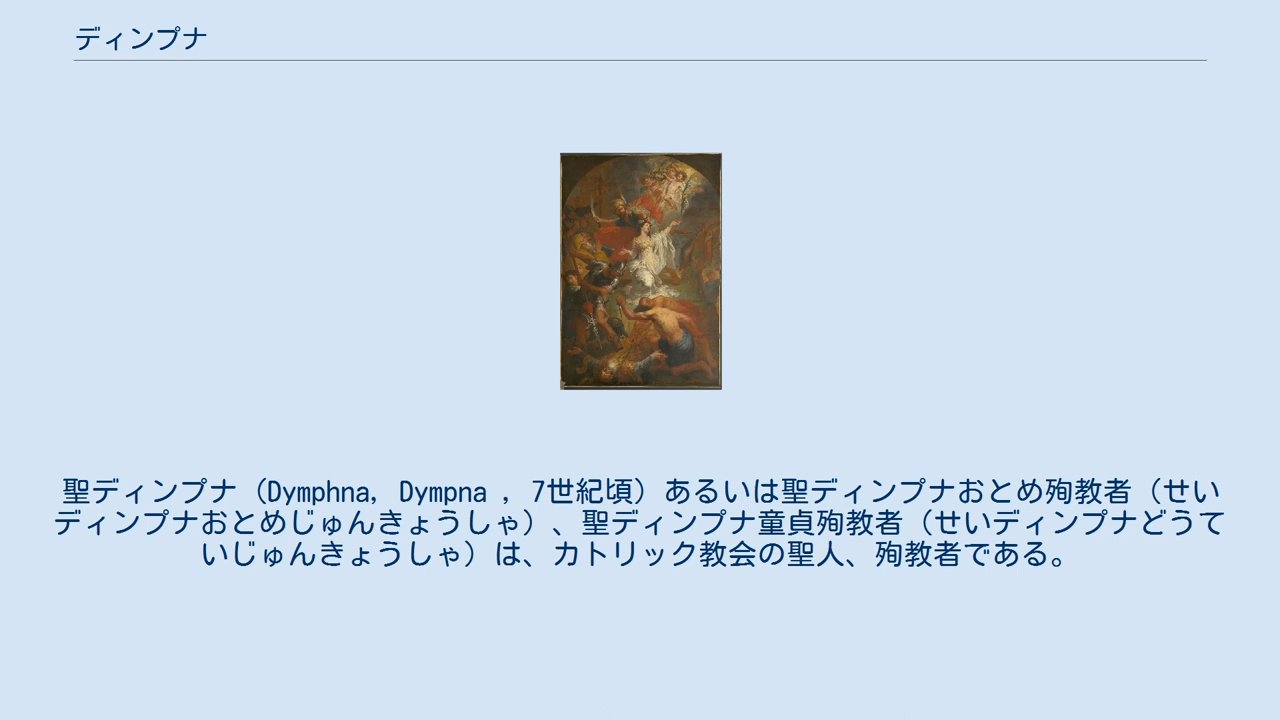 ディンプナ
聖ディンプナ（Dymphna, Dympna , 7世紀頃）あるいは聖ディンプナおとめ殉教者（せい
ディンプナおとめじゅんきょうしゃ）、聖ディンプナ童貞殉教者（せいディンプナどうて
いじゅんきょうしゃ）は、カトリック教会の聖人、殉教者である。